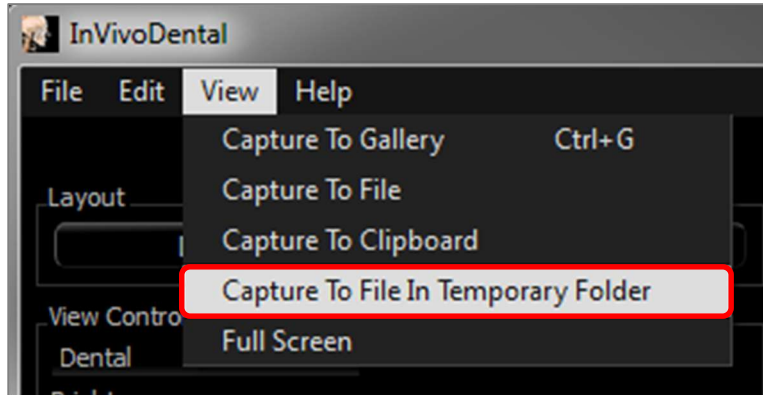 InVivoDental
File Edit View Help
Capture To Gallery Ctrl+G
Capture To File
Layout
Capture To Clipboard
Capture To File In Temporary Folder
View Contro
Full Screen
Dental